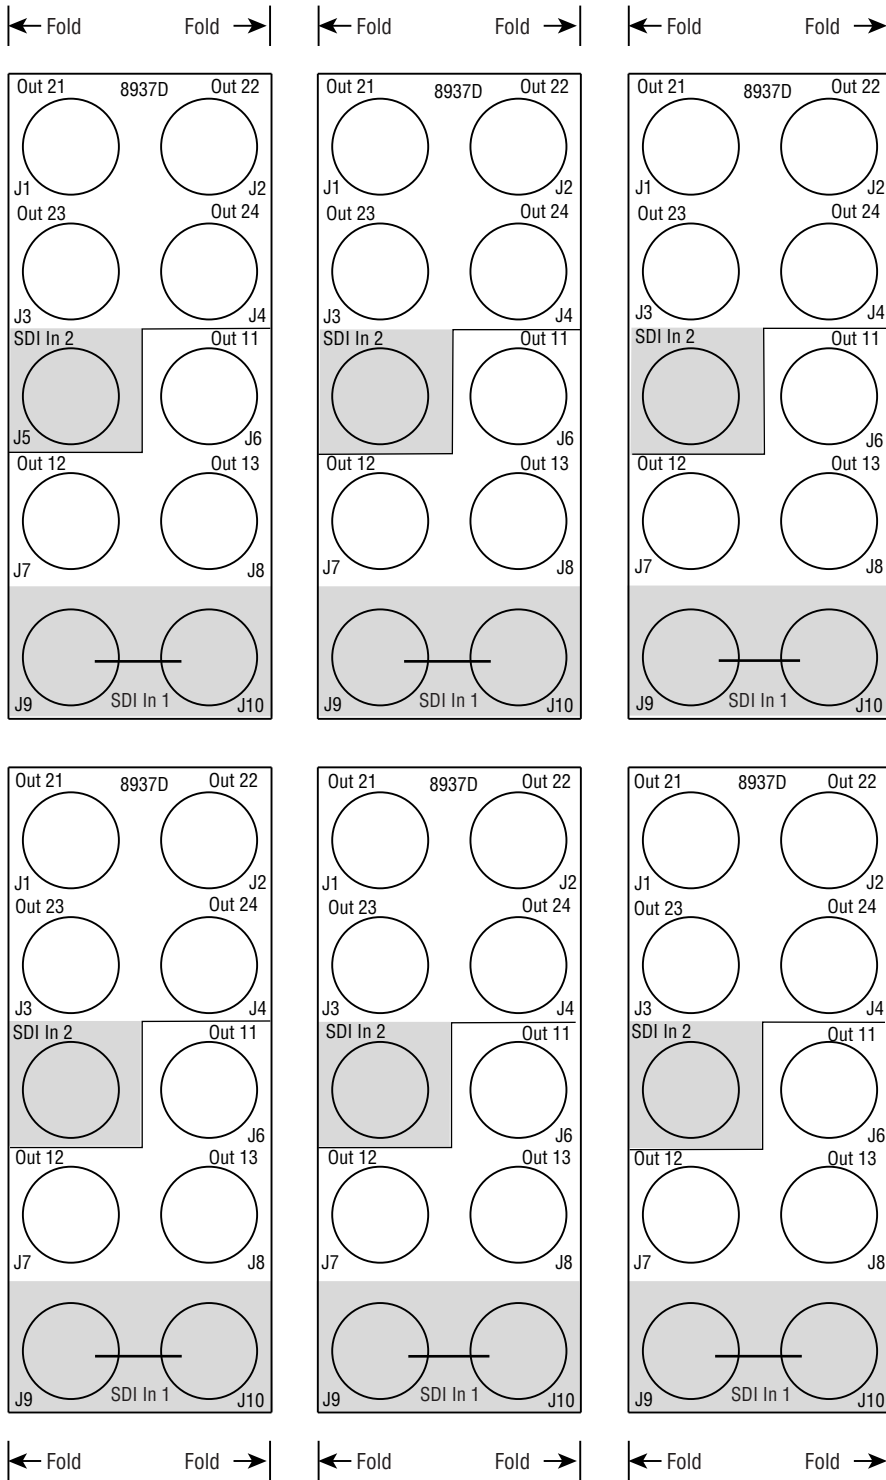 Fold Fold Fold Fold Fold Fold
Out 21 8937D Out 22 Out 21 8937D Out 22 Out 21 8937D Out 22
J1 J2 J1 J2 J1 J2
Out 23 Out 24 Out 23 Out 24 Out 23 Out 24
J3 J4 J3 J4 J3 J4
SDI In 2 Out 11 SDI In 2 Out 11 SDI In 2 Out 11
J5 J6 J6 J6
Out 12 Out 13 Out 12 Out 13 Out 12 Out 13
J7 J8 J7 J8 J7 J8
J9 SDI In 1 J10 J9 SDI In 1 J10 J9 SDI In 1 J10
Out 21 8937D Out 22 Out 21 8937D Out 22 Out 21 8937D Out 22
J1 J2 J1 J2 J1 J2
Out 23 Out 24 Out 23 Out 24 Out 23 Out 24
J3 J4 J3 J4 J3 J4
SDI In 2 Out 11 SDI In 2 Out 11 SDI In 2 Out 11
J6 J6 J6
Out 12 Out 13 Out 12 Out 13 Out 12 Out 13
J7 J8 J7 J8 J7 J8
J9 SDI In 1 J10 J9 SDI In 1 J10 J9 SDI In 1 J10
Fold Fold Fold Fold Fold Fold